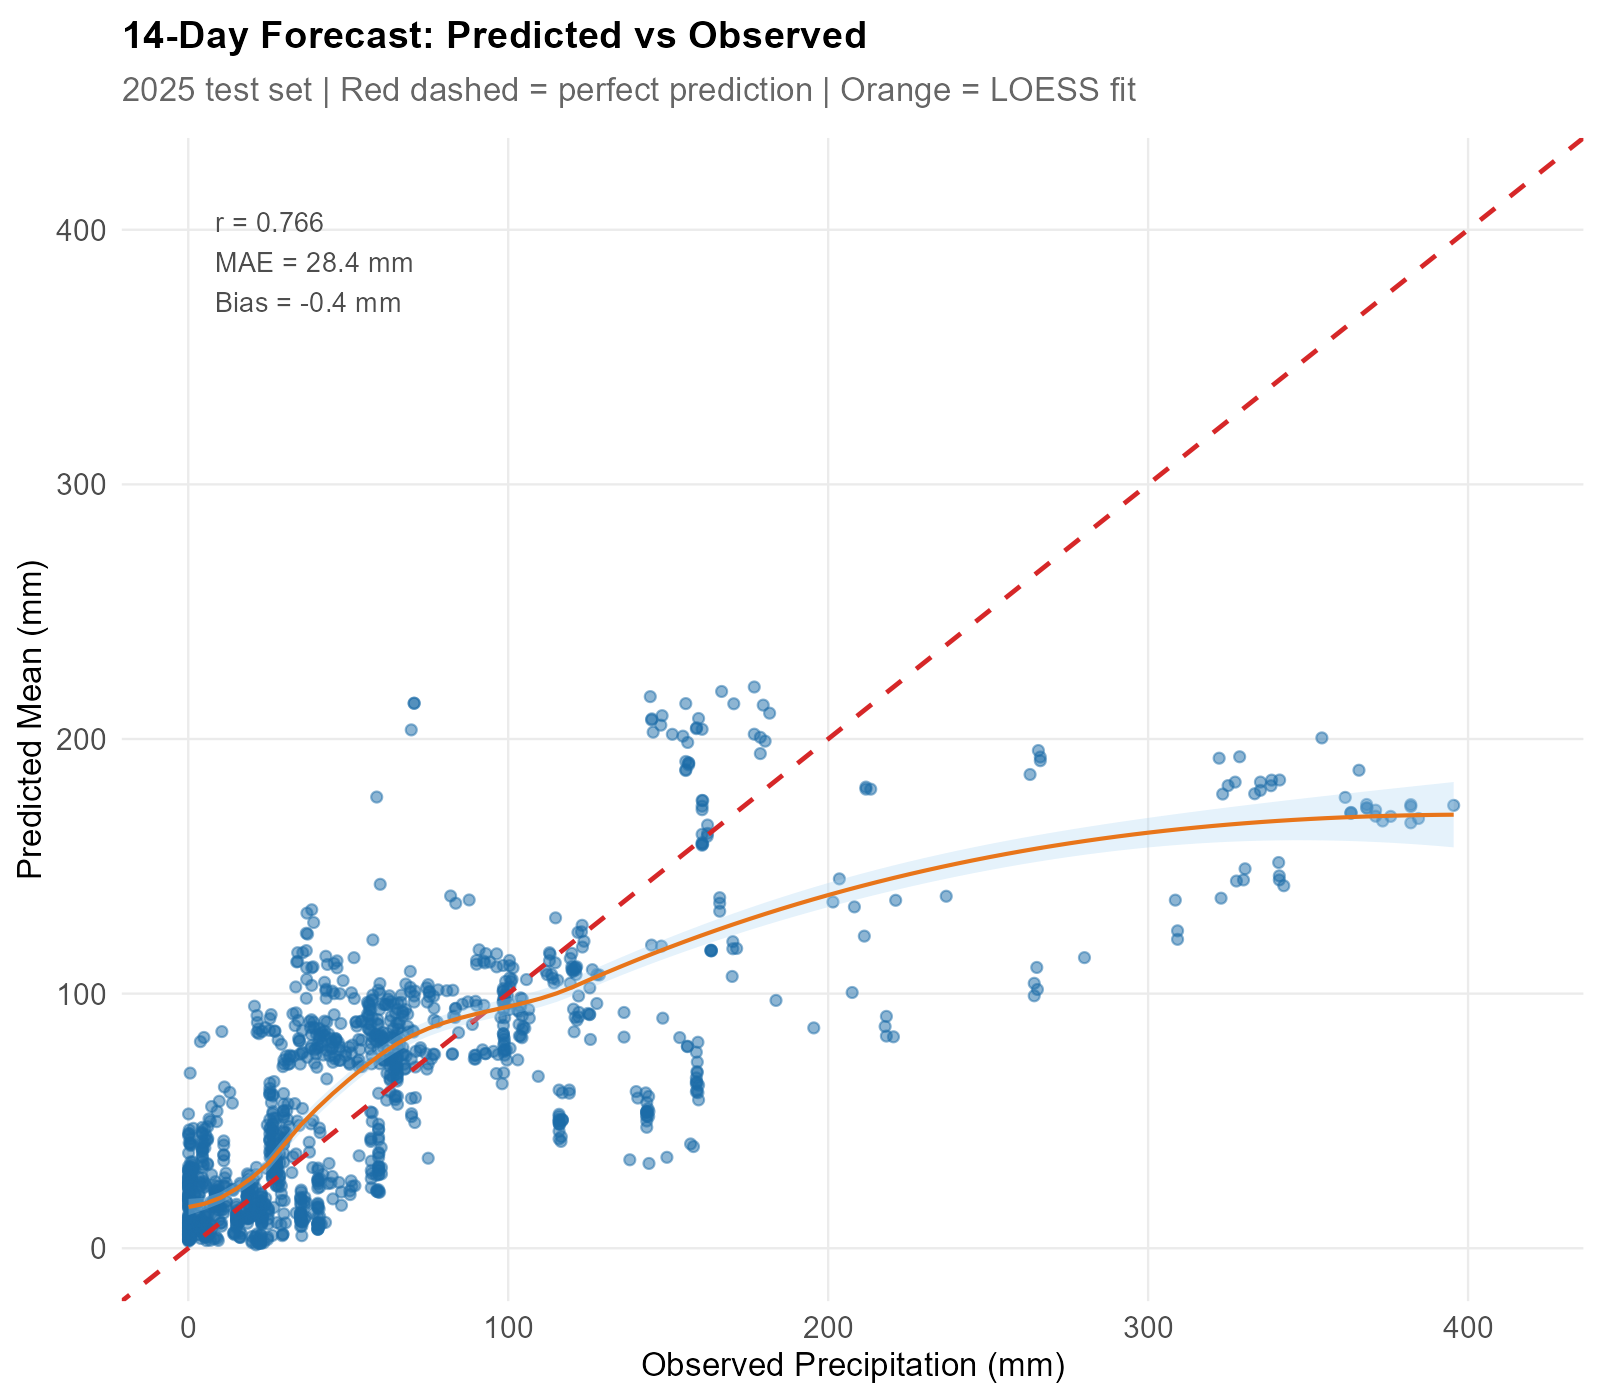 14-Day Forecast: Predicted vs Observed
2025 test set | Red dashed = perfect prediction | Orange = LOESS fit
r = 0.766
MAE = 28.4 mm
Bias = -0.4 mm
400
300
200
100
0
Predicted Mean (mm)
0 100 200 300 400
Observed Precipitation (mm)